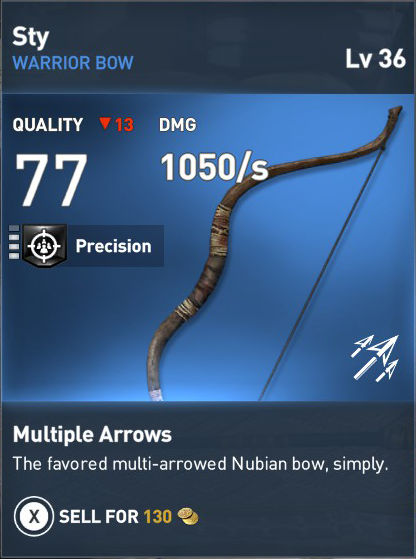 Sty
WARRIOR BOW
Lv 36
QUALITY ▼13 DMG
77 1050/s
Precision
Multiple Arrows
The favored multi-arrowed Nubian bow, simply.
X SELL FOR 130